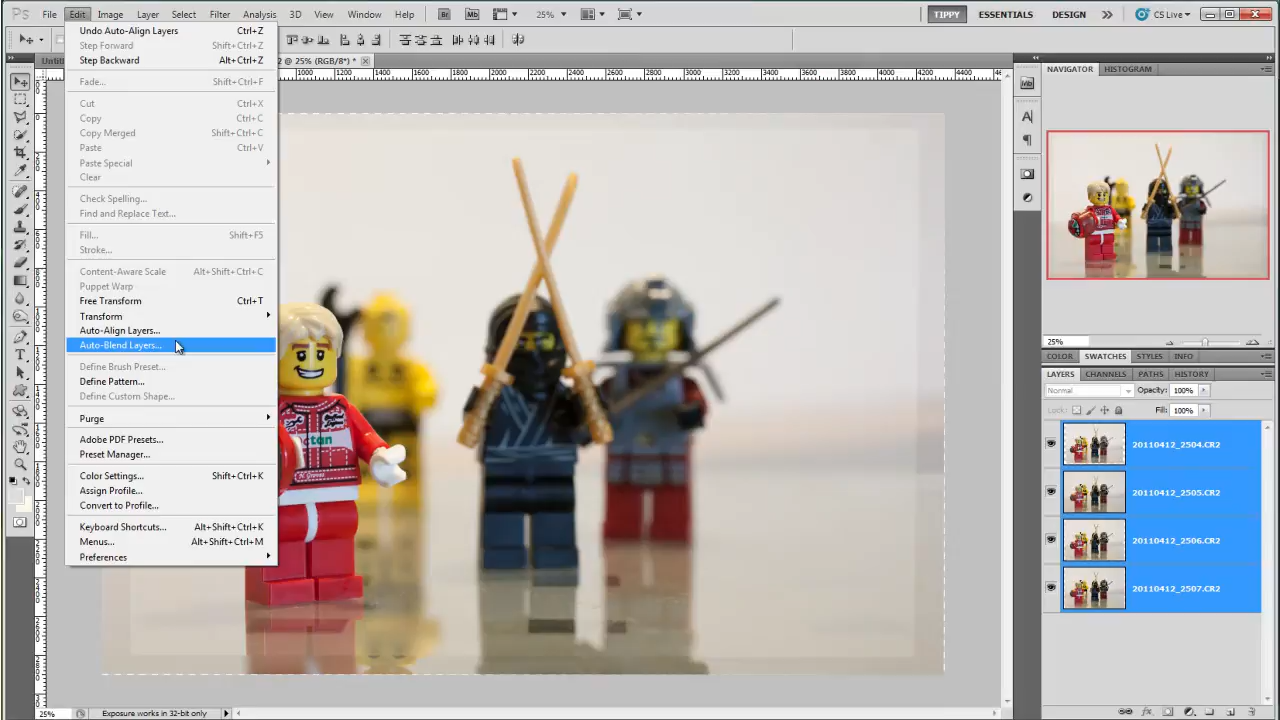 Ps File Edit Image Layer Select Filter Analysis 3D View Window Help Br Mb 25% TIPPY ESSENTIALS DESIGN CS Live
Undo Auto-Align Layers Ctrl+Z
Step Forward Shift+Ctrl+Z
Step Backward Alt+Ctrl+Z
Fade... Shift+Ctrl+F
Cut Ctrl+X
Copy Ctrl+C
Copy Merged Shift+Ctrl+C
Paste Ctrl+V
Paste Special
Clear
Check Spelling...
Find and Replace Text...
Fill... Shift+F5
Stroke...
Content-Aware Scale Alt+Shift+Ctrl+C
Puppet Warp
Free Transform Ctrl+T
Transform
Auto-Align Layers...
Auto-Blend Layers...
Define Brush Preset...
Define Pattern...
Define Custom Shape...
Purge
Adobe PDF Presets...
Preset Manager...
Color Settings... Shift+Ctrl+K
Assign Profile...
Convert to Profile...
Keyboard Shortcuts... Alt+Shift+Ctrl+K
Menus... Alt+Shift+Ctrl+M
Preferences
2 @ 25% (RGB/8*) *
1000 1200 1400 1600 1800 2000 2200 2400 2600 2800 3000 3200 3400 3600 3800 4000 4200 4400
NAVIGATOR HISTOGRAM
Mb
25%
COLOR SWATCHES STYLES INFO
LAYERS CHANNELS PATHS HISTORY
Normal Opacity: 100%
Lock: Fill: 100%
20110412_2504.CR2
20110412_2505.CR2
20110412_2506.CR2
20110412_2507.CR2
25% Exposure works in 32-bit only